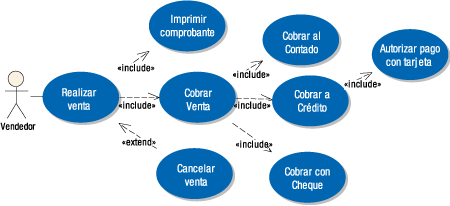 Imprimir
comprobante
Cobrar al
Contado
Autorizar pago
con tarjeta
«include»
«include»
«include»
Realizar
venta
«include»
Cobrar
Venta
«include»
Cobrar a
Crédito
Vendedor
«extend»
«include»
Cancelar
venta
Cobrar con
Cheque